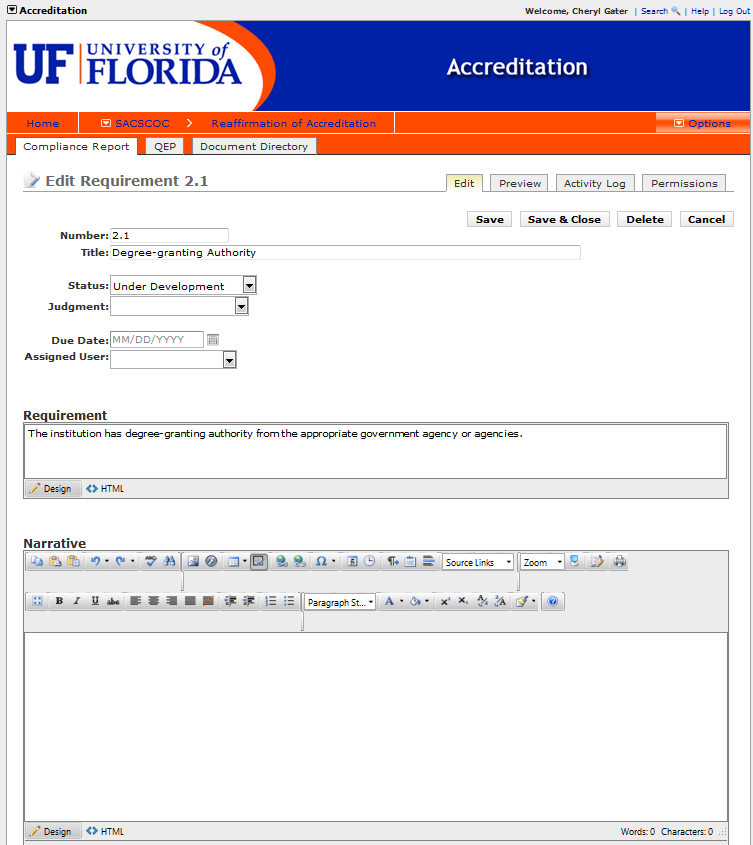 Accreditation
Welcome, Cheryl Gater | Search | Help | Log Out
UF | UNIVERSITY of FLORIDA
Accreditation
Home
SACSCOC
Reaffirmation of Accreditation
Options
Compliance Report
QEP
Document Directory
Edit Requirement 2.1
Edit
Preview
Activity Log
Permissions
Save
Save & Close
Delete
Cancel
Number: 2.1
Title: Degree-granting Authority
Status: Under Development
Judgment:
Due Date: MM/DD/YYYY
Assigned User:
Requirement
The institution has degree-granting authority from the appropriate government agency or agencies.
Design <> HTML
Narrative
Source Links
Zoom
B I U abc
Paragraph St...
A
Design <> HTML
Words: 0 Characters: 0